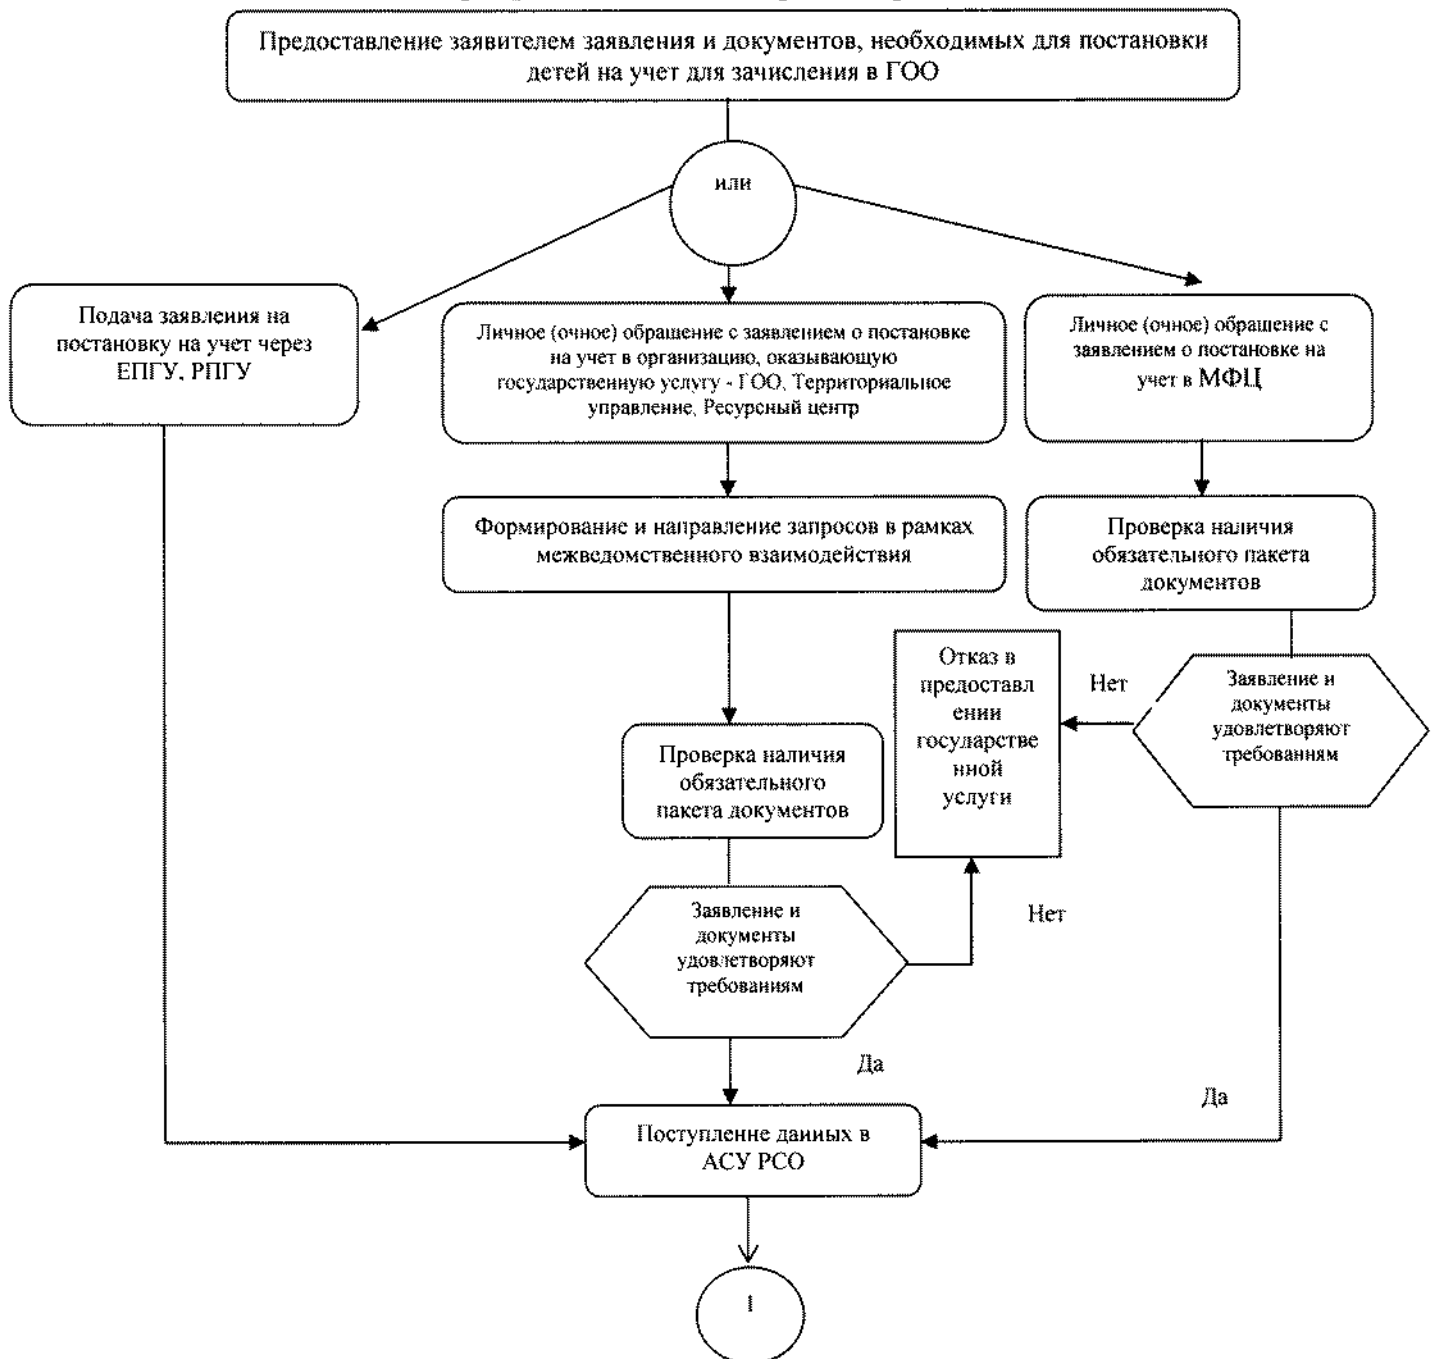 Предоставление заявителем заявления и документов, необходимых для постановки
детей на учет для зачисления в ГОО
или
Подача заявления на
постановку на учет через
ЕПГУ, РПГУ
Личное (очное) обращение с заявлением о постановке
на учет в организацию, оказывающую
государственную услугу - ГОО, Территориальное
управление, Ресурсный центр
Личное (очное) обращение с
заявлением о постановке на
учет в МФЦ
Формирование и направление запросов в рамках
межведомственного взаимодействия
Проверка наличия
обязательного пакета
документов
Отказ в
предоставл
ении
государстве
нной
услуги
Нет
Заявление и
документы
удовлетворяют
требованиям
Проверка наличия
обязательного
пакета документов
Заявление и
документы
удовлетворяют
требованиям
Нет
Да
Да
Поступление данных в
АСУ РСО
1